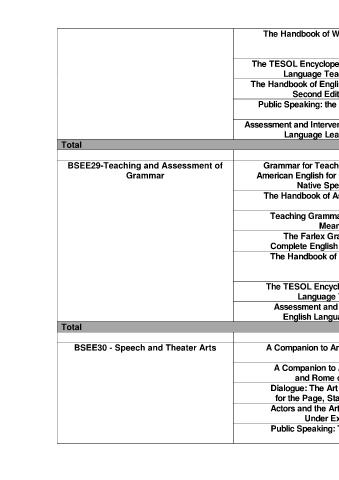 The Handbook of W
The TESOL Encyclope
Language Tea
The Handbook of Engli
Second Edit
Public Speaking: the
Assessment and Interver
Language Lea
Total
BSEE29-Teaching and Assessment of
Grammar
Grammar for Teach
American English for
Native Spe
The Handbook of A
Teaching Gramma
Mean
The Farlex Gra
Complete English
The Handbook of
The TESOL Encycl
Language
Assessment and
English Langua
Total
BSEE30 - Speech and Theater Arts
A Companion to An
A Companion to
and Rome
Dialogue: The Art
for the Page, Sta
Actors and the Art
Under Ex
Public Speaking: